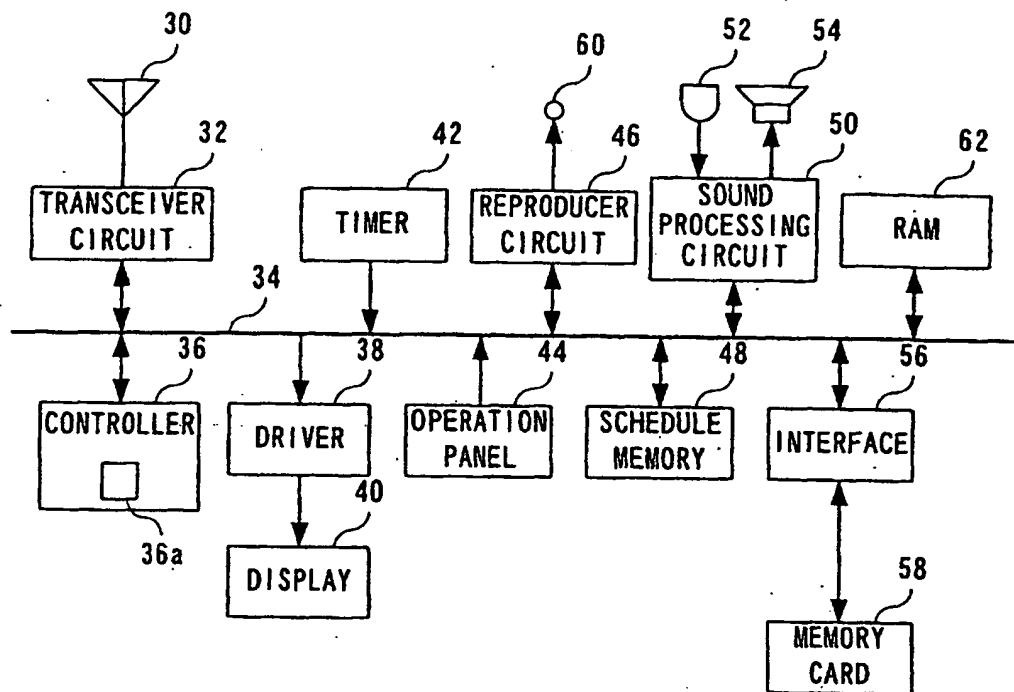 30
60
52
54
32
42
46
50
62
TRANSCEIVER
CIRCUIT
TIMER
REPRODUCER
CIRCUIT
SOUND
PROCESSING
CIRCUIT
RAM
34
36
38
44
48
56
CONTROLLER
DRIVER
OPERATION
PANEL
SCHEDULE
MEMORY
INTERFACE
36a
40
DISPLAY
58
MEMORY
CARD